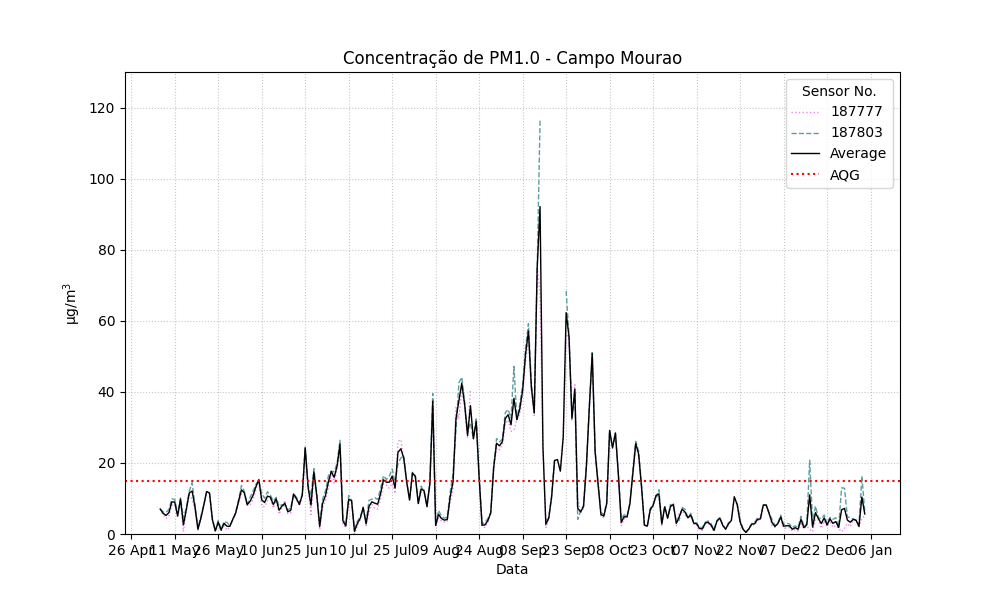 Concentração de PM1.0 - Campo Mourao
Sensor No.
187777
187803
Average
AQG
120
100
80
60
40
20
0
µg/m³
26 Apr 11 May 26 May 10 Jun 25 Jun 10 Jul 25 Jul 09 Aug 24 Aug 08 Sep 23 Sep 08 Oct 23 Oct 07 Nov 22 Nov 07 Dec 22 Dec 06 Jan
Data